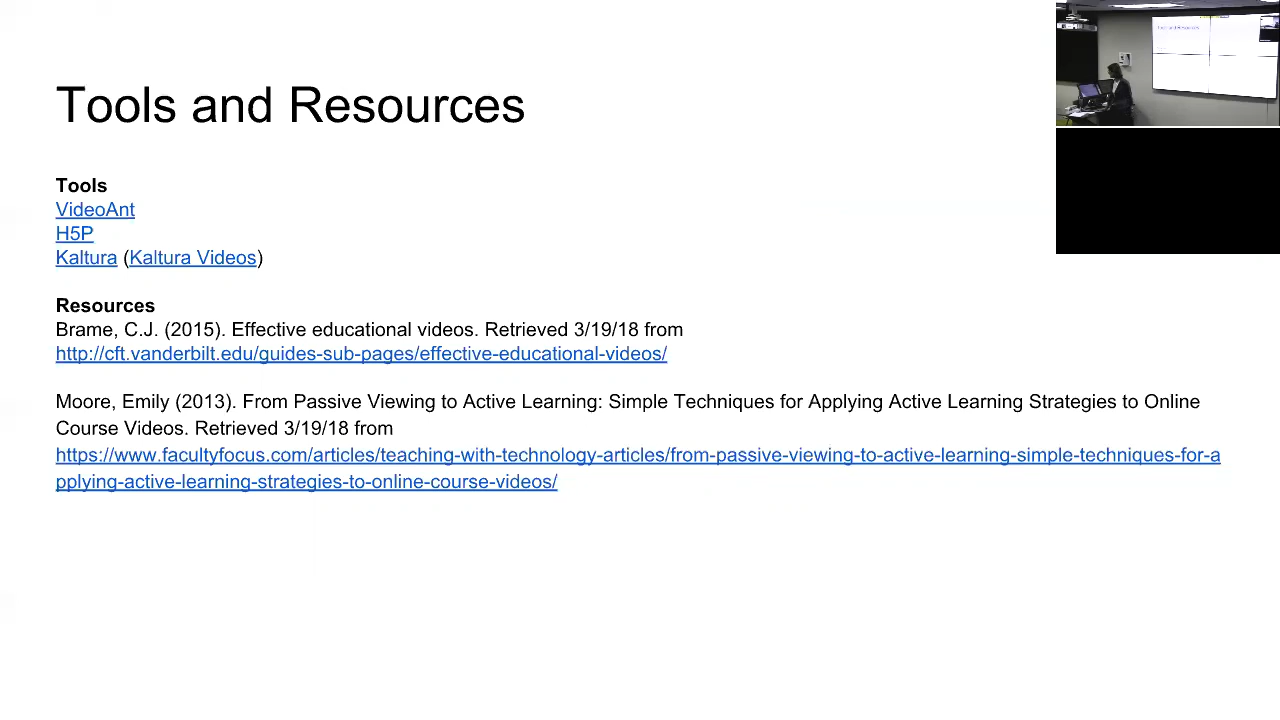 Tools and Resources
Tools
VideoAnt
H5P
Kaltura (Kaltura Videos)
Resources
Brame, C.J. (2015). Effective educational videos. Retrieved 3/19/18 from
http://cft.vanderbilt.edu/guides-sub-pages/effective-educational-videos/
Moore, Emily (2013). From Passive Viewing to Active Learning: Simple Techniques for Applying Active Learning Strategies to Online
Course Videos. Retrieved 3/19/18 from
https://www.facultyfocus.com/articles/teaching-with-technology-articles/from-passive-viewing-to-active-learning-simple-techniques-for-a
pplying-active-learning-strategies-to-online-course-videos/